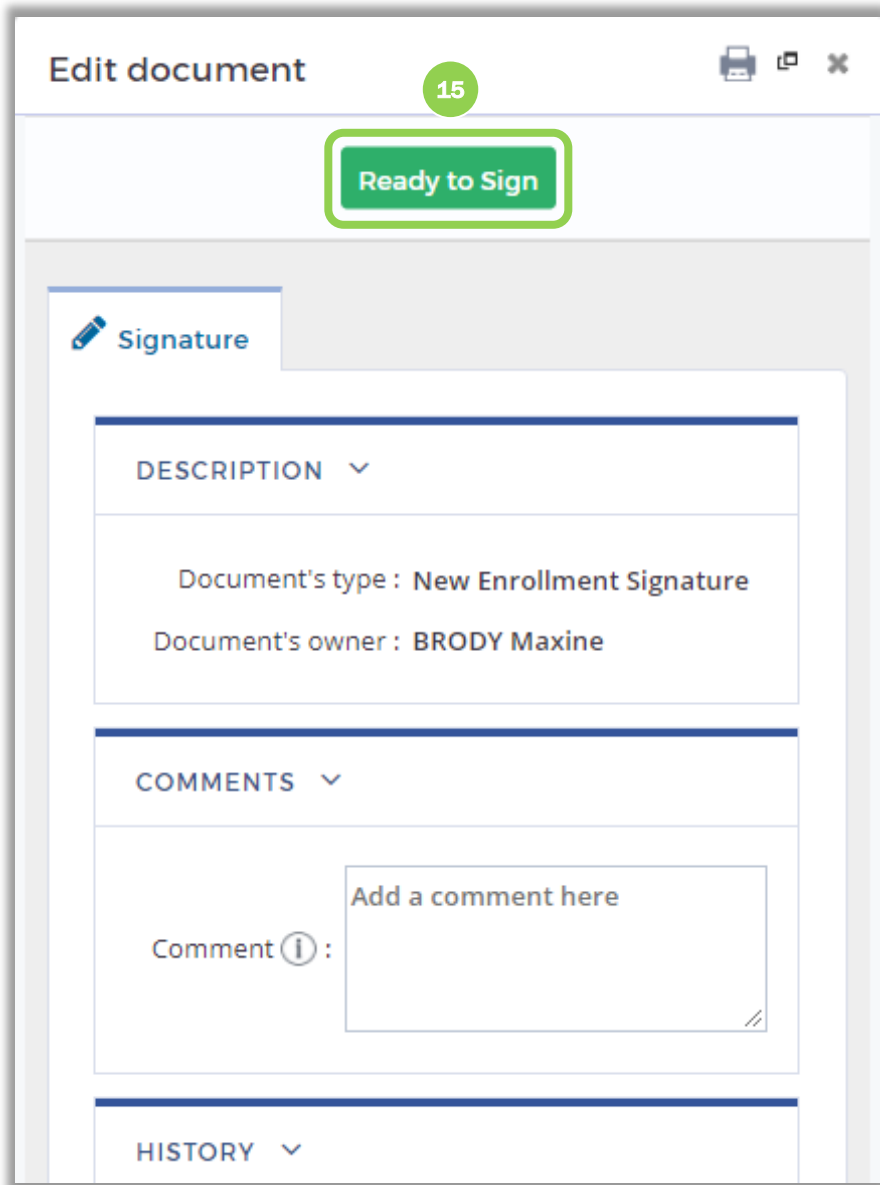 Edit document
15
Ready to Sign
Signature
DESCRIPTION
Document's type : New Enrollment Signature
Document's owner : BRODY Maxine
COMMENTS
Add a comment here
Comment i :
HISTORY